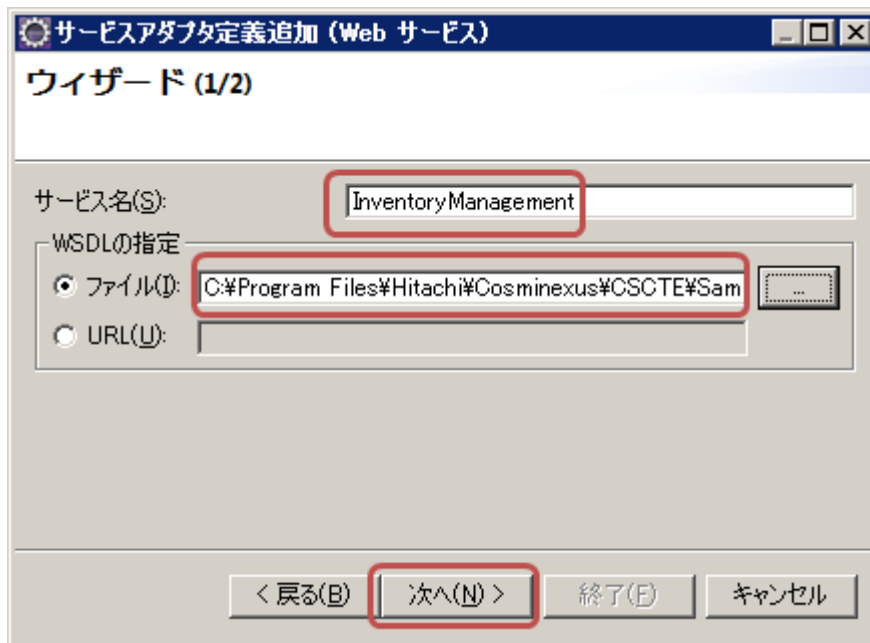 サービスアダプタ定義追加（Web サービス）
ウィザード (1/2)
サービス名(S):
InventoryManagement
WSDLの指定
ファイル(I):
C:¥Program Files¥Hitachi¥Cosminexus¥CSCTE¥Sam
...
URL(U):
< 戻る(B)
次へ(N) >
終了(F)
キャンセル